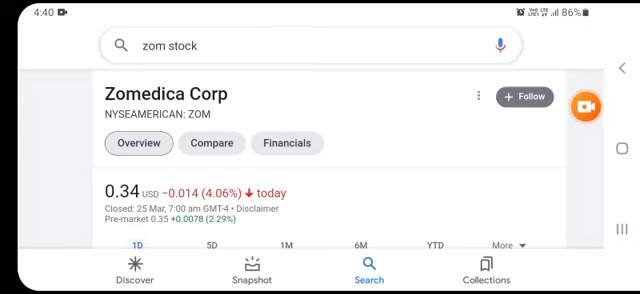 4:40
86%
zom stock
Zomedica Corp
+ Follow
NYSEAMERICAN: ZOM
Overview
Compare
Financials
0.34 USD −0.014 (4.06%) today
Closed: 25 Mar, 7:00 am GMT-4 • Disclaimer
Pre-market 0.35 +0.0078 (2.29%)
1D 5D 1M 6M YTD More
Discover Snapshot Search Collections